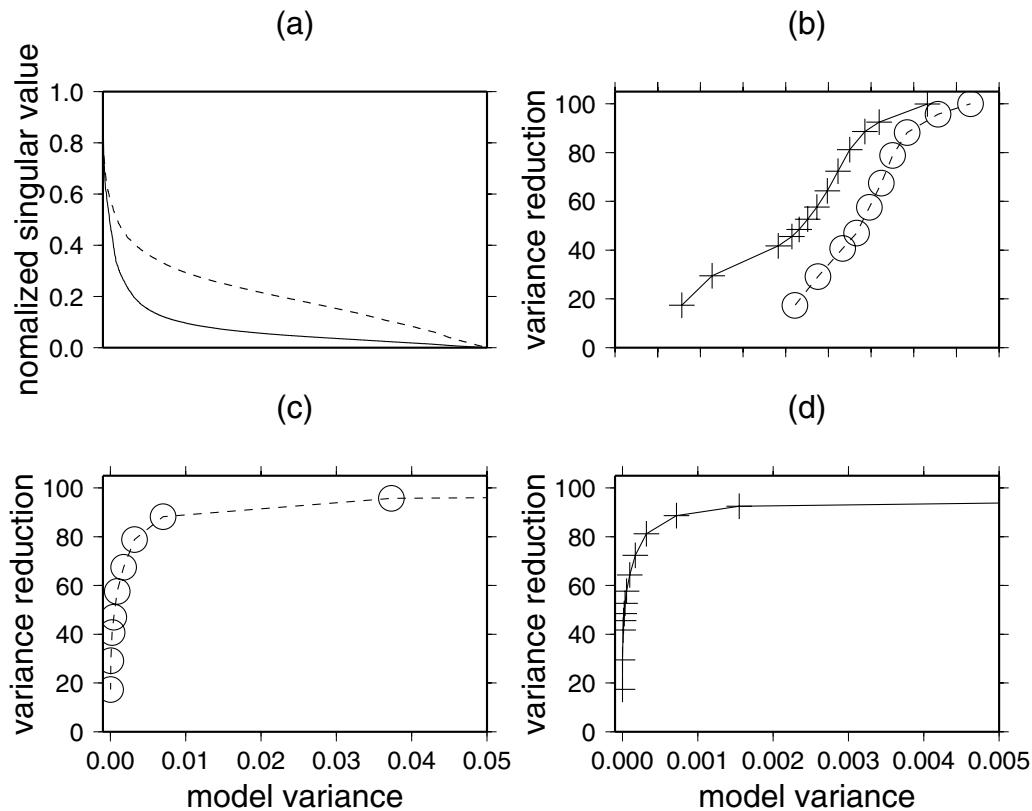 (a)
nomalized singular value
1.0
0.8
0.6
0.4
0.2
0.0
(b)
variance reduction
100
80
60
40
20
0
(c)
variance reduction
100
80
60
40
20
0
0.00 0.01 0.02 0.03 0.04 0.05
model variance
(d)
variance reduction
100
80
60
40
20
0
0.000 0.001 0.002 0.003 0.004 0.005
model variance